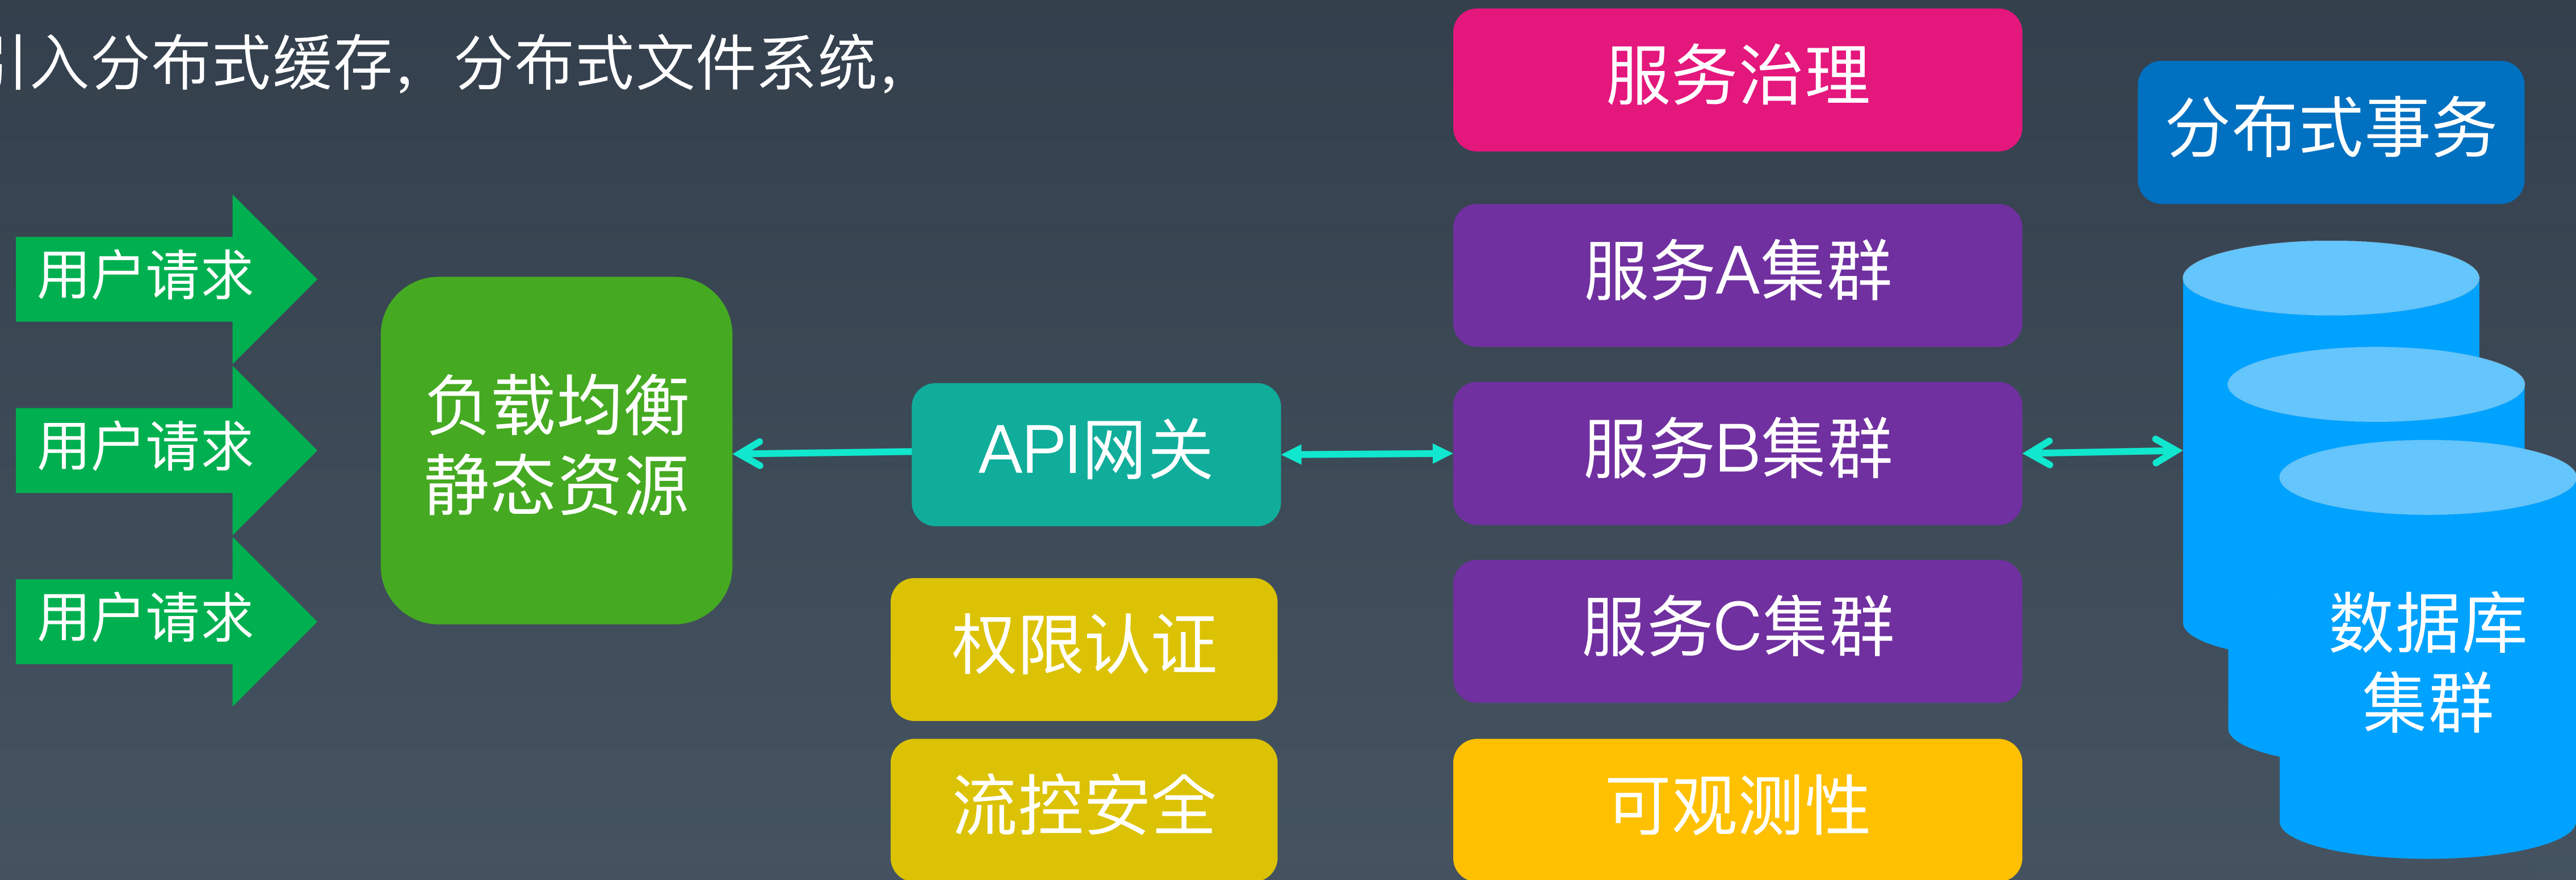 引入分布式缓存，分布式文件系统，
服务治理
分布式事务
用户请求
用户请求
用户请求
负载均衡
静态资源
API网关
权限认证
流控安全
服务A集群
服务B集群
服务C集群
可观测性
数据库
集群